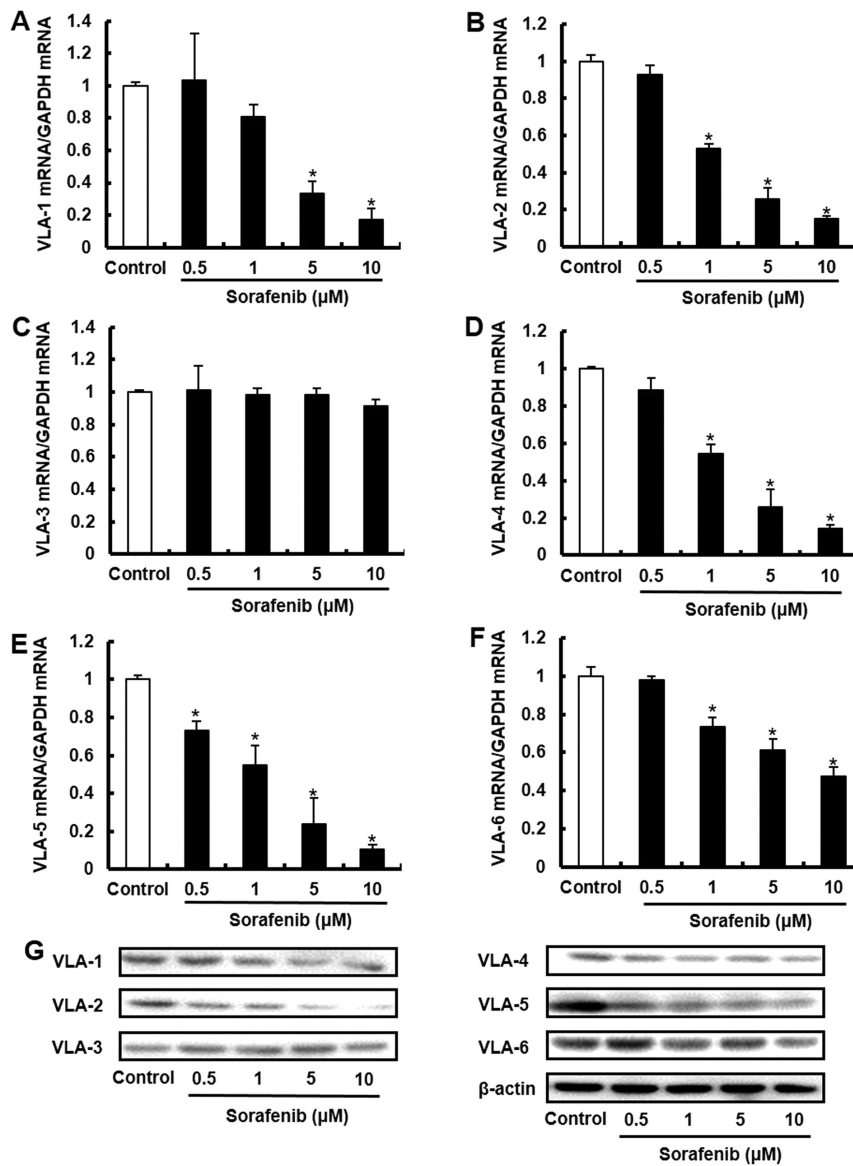 A
VLA-1 mRNA/GAPDH mRNA
1.4
1.2
1
0.8
0.6
0.4
0.2
0
* *
Control 0.5 1 5 10
Sorafenib (μM)
B
VLA-2 mRNA/GAPDH mRNA
1.2
1
0.8
0.6
0.4
0.2
0
* * *
Control 0.5 1 5 10
Sorafenib (μM)
C
VLA-3 mRNA/GAPDH mRNA
1.4
1.2
1
0.8
0.6
0.4
0.2
0
Control 0.5 1 5 10
Sorafenib (μM)
D
VLA-4 mRNA/GAPDH mRNA
1.2
1
0.8
0.6
0.4
0.2
0
* * *
Control 0.5 1 5 10
Sorafenib (μM)
E
VLA-5 mRNA/GAPDH mRNA
1.2
1
0.8
0.6
0.4
0.2
0
* * * *
Control 0.5 1 5 10
Sorafenib (μM)
F
VLA-6 mRNA/GAPDH mRNA
1.2
1
0.8
0.6
0.4
0.2
0
* * *
Control 0.5 1 5 10
Sorafenib (μM)
G
VLA-1
VLA-2
VLA-3
Control 0.5 1 5 10
Sorafenib (μM)
VLA-4
VLA-5
VLA-6
β-actin
Control 0.5 1 5 10
Sorafenib (μM)